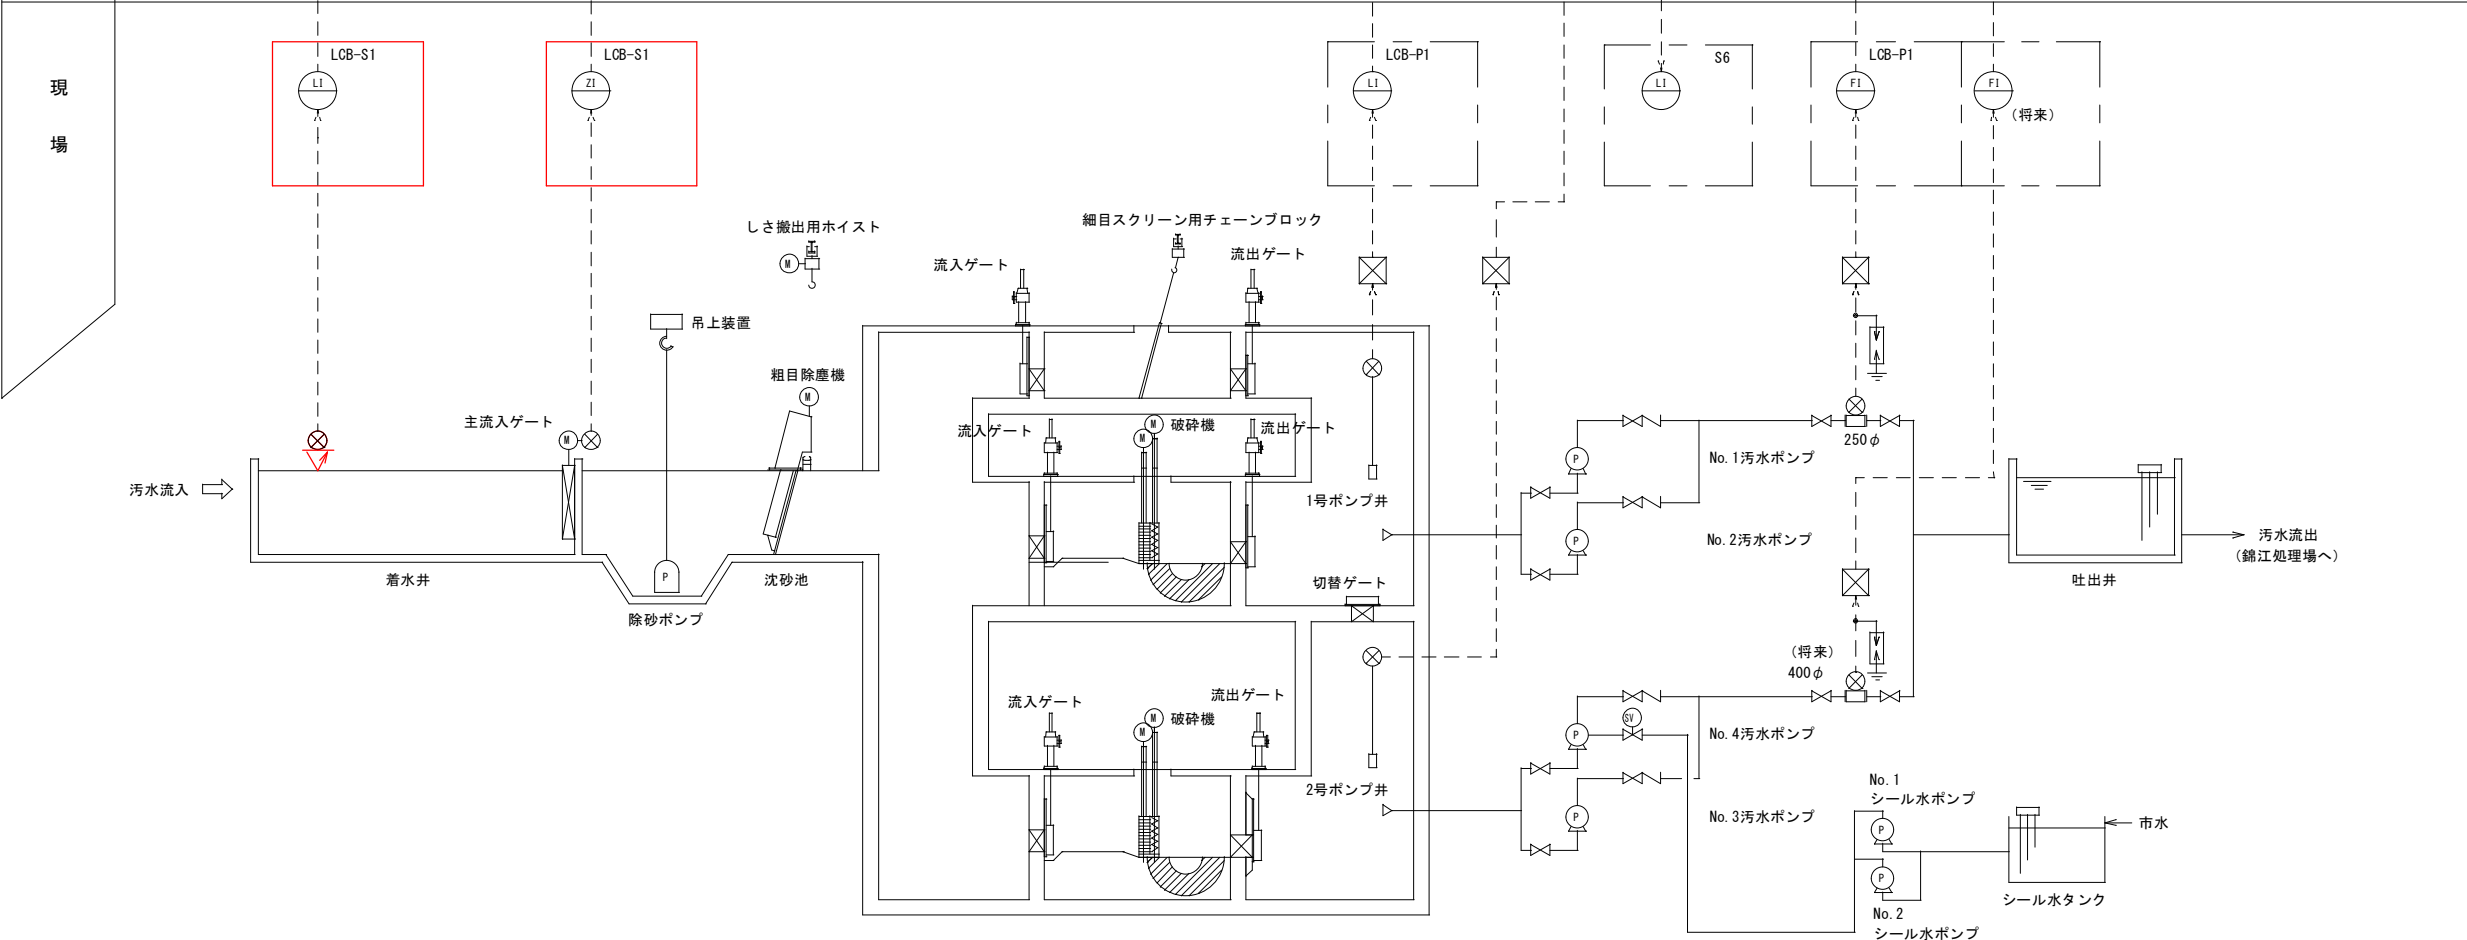 現
場
LCB-S1
LI
LCB-S1
ZI
LCB-P1
LI
S6
LI
LCB-P1
FI
FI
(将来)
しさ搬出用ホイスト
M
細目スクリーン用チェーンブロック
流入ゲート
流出ゲート
吊上装置
粗目除塵機
M
主流入ゲート
M
流入ゲート
M
M
破砕機
流出ゲート
汚水流入
着水井
P
除砂ポンプ
沈砂池
1号ポンプ井
切替ゲート
P
P
No.1汚水ポンプ
No.2汚水ポンプ
250φ
汚水流出
(錦江処理場へ)
吐出井
(将来)
400φ
流入ゲート
M
M
破砕機
流出ゲート
2号ポンプ井
P
SV
P
No.4汚水ポンプ
No.3汚水ポンプ
No.1
シール水ポンプ
P
P
No.2
シール水ポンプ
市水
シール水タンク